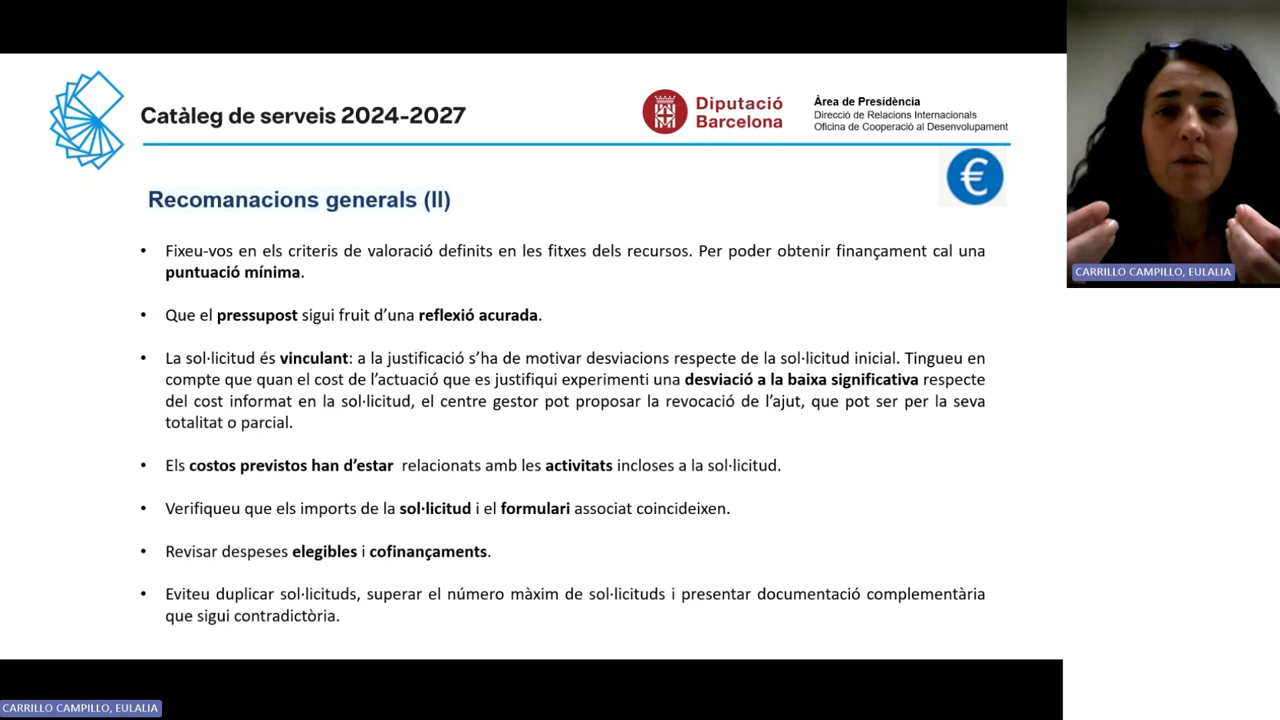 Catàleg de serveis 2024-2027
Diputació
Barcelona
Àrea de Presidència
Direcció de Relacions Internacionals
Oficina de Cooperació al Desenvolupament
€
Recomanacions generals (II)
• Fixeu-vos en els criteris de valoració definits en les fitxes dels recursos. Per poder obtenir finançament cal una
puntuació mínima.
• Que el pressupost sigui fruit d’una reflexió acurada.
• La sol·licitud és vinculant: a la justificació s’ha de motivar desviacions respecte de la sol·licitud inicial. Tingueu en
compte que quan el cost de l’actuació que es justifiqui experimenti una desviació a la baixa significativa respecte
del cost informat en la sol·licitud, el centre gestor pot proposar la revocació de l’ajut, que pot ser per la seva
totalitat o parcial.
• Els costos previstos han d’estar relacionats amb les activitats incloses a la sol·licitud.
• Verifiqueu que els imports de la sol·licitud i el formulari associat coincideixen.
• Revisar despeses elegibles i cofinançaments.
• Eviteu duplicar sol·licituds, superar el número màxim de sol·licituds i presentar documentació complementària
que sigui contradictòria.
CARRILLO CAMPILLO, EULALIA
CARRILLO CAMPILLO, EULALIA